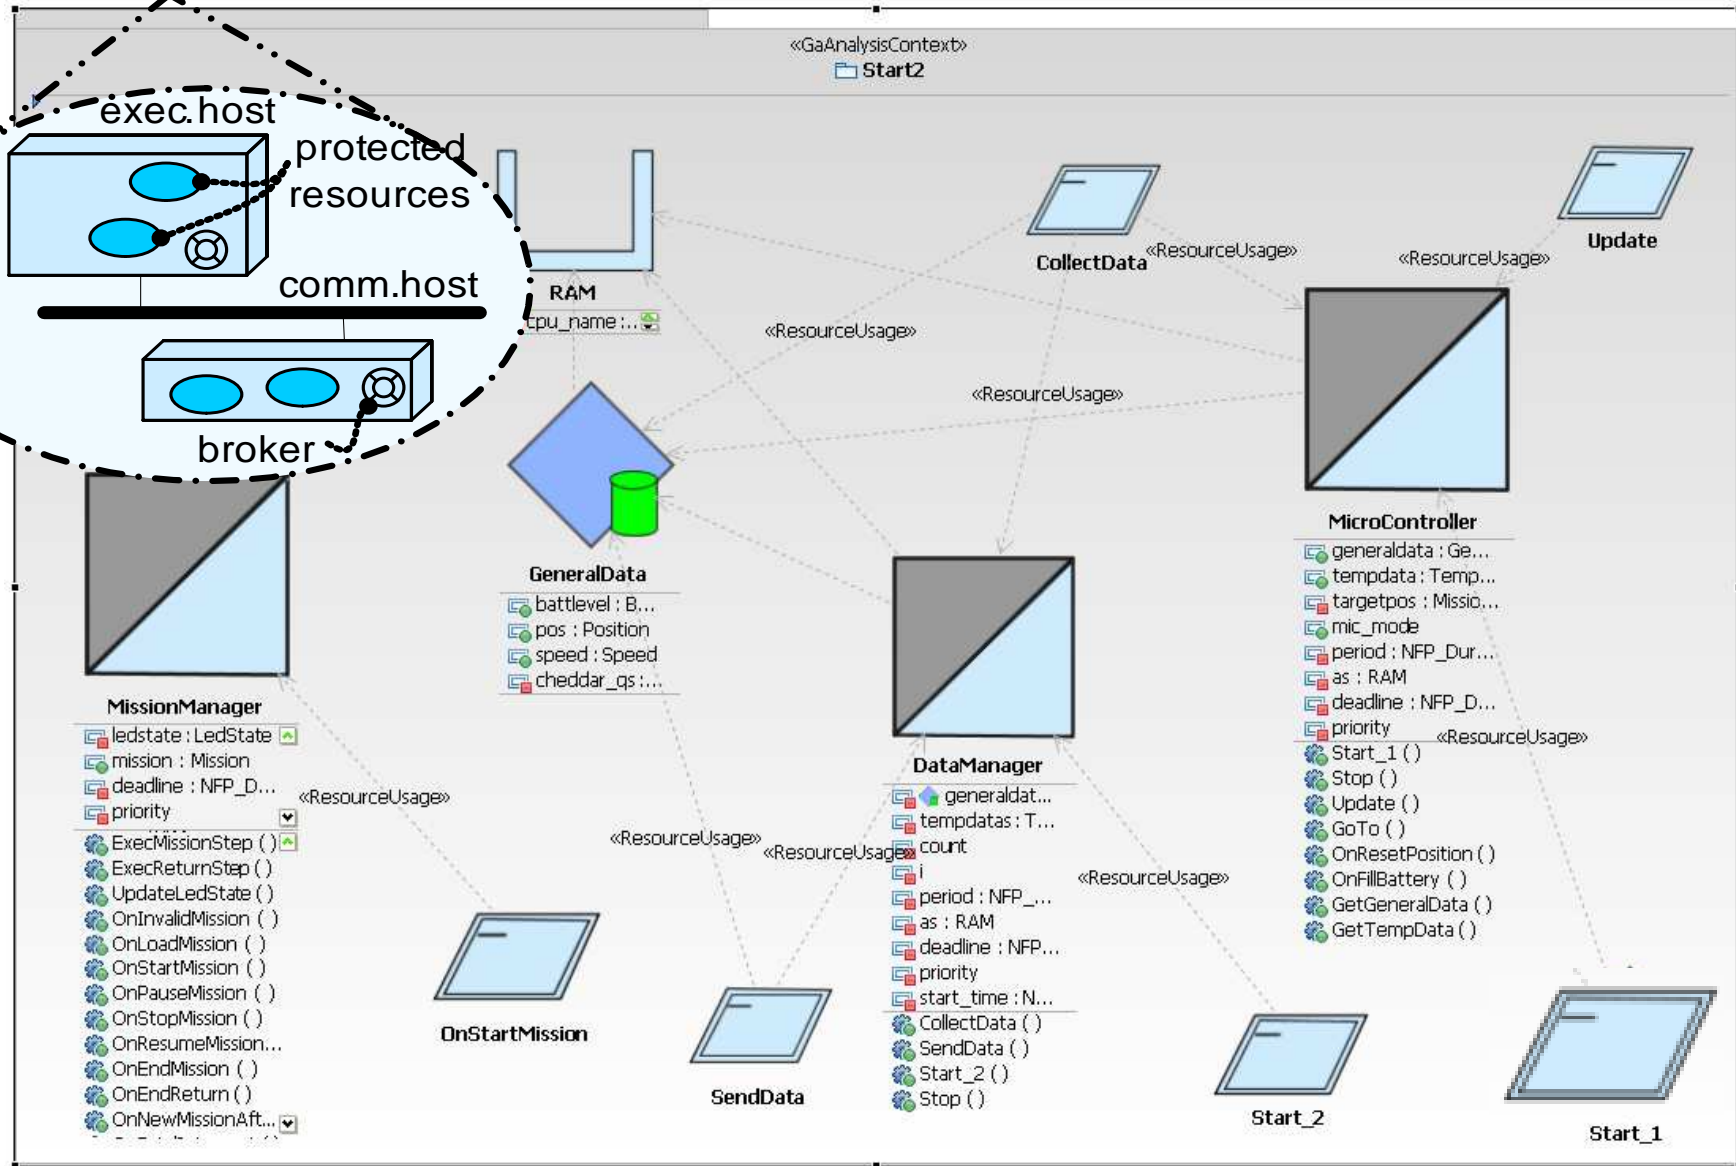 «GaAnalysisContext»
Start2
exec.host
protected
resources
comm.host
broker
RAM
cpu_name :..
CollectData
«ResourceUsage»
Update
«ResourceUsage»
«ResourceUsage»
«ResourceUsage»
GeneralData
battlevel : B...
pos : Position
speed : Speed
cheddar_qs :...
MicroController
generaldata : Ge...
tempdata : Temp...
targetpos : Missio...
mic_mode
period : NFP_Dur...
as : RAM
deadline : NFP_D...
priority
«ResourceUsage»
Start_1 ( )
Stop ( )
Update ( )
GoTo ( )
OnResetPosition ( )
OnFillBattery ( )
GetGeneralData ( )
GetTempData ( )
MissionManager
ledstate : LedState
mission : Mission
deadline : NFP_D...
priority
ExecMissionStep ( )
ExecReturnStep ( )
UpdateLedState ( )
OnInvalidMission ( )
OnLoadMission ( )
OnStartMission ( )
OnPauseMission ( )
OnStopMission ( )
OnResumeMission...
OnEndMission ( )
OnEndReturn ( )
OnNewMissionAft...
«ResourceUsage»
«ResourceUsage»
«ResourceUsage»
DataManager
generaldat...
tempdatas : T...
count
i
period : NFP_...
as : RAM
deadline : NFP...
priority
start_time : N...
CollectData ( )
SendData ( )
Start_2 ( )
Stop ( )
«ResourceUsage»
OnStartMission
SendData
Start_2
Start_1